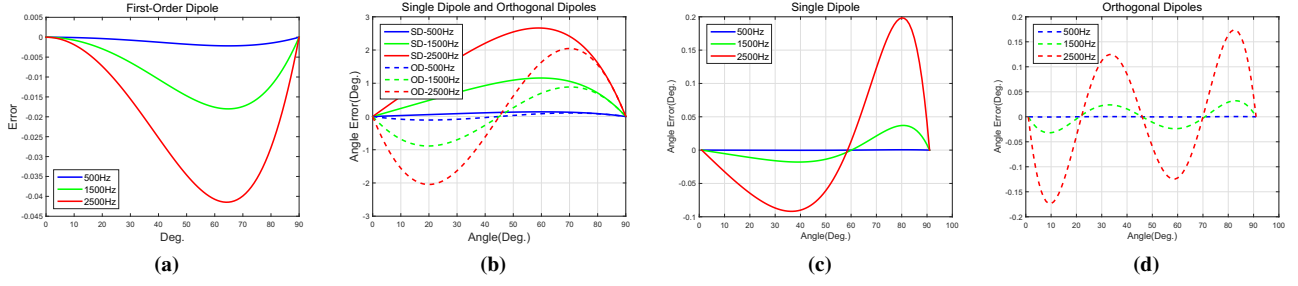 First-Order Dipole
0
-0.005
-0.01
-0.015
-0.02
-0.025
-0.03
-0.035
-0.04
-0.045
Error
500Hz
1500Hz
2500Hz
0 10 20 30 40 50 60 70 80 90
Deg.
(a)
Single Dipole and Orthogonal Dipoles
3
2
1
0
-1
-2
-3
Angle Error(Deg.)
SD-500Hz
SD-1500Hz
SD-2500Hz
OD-500Hz
OD-1500Hz
OD-2500Hz
0 10 20 30 40 50 60 70 80 90
Angle(Deg.)
(b)
Single Dipole
0.2
0.15
0.1
0.05
0
-0.05
-0.1
Angle Error(Deg.)
500Hz
1500Hz
2500Hz
0 10 20 30 40 50 60 70 80 90 100
Angle(Deg.)
(c)
Orthogonal Dipoles
0.2
0.15
0.1
0.05
0
-0.05
-0.1
-0.15
-0.2
Angle Error(Deg.)
500Hz
1500Hz
2500Hz
0 10 20 30 40 50 60 70 80 90 100
Angle(Deg.)
(d)